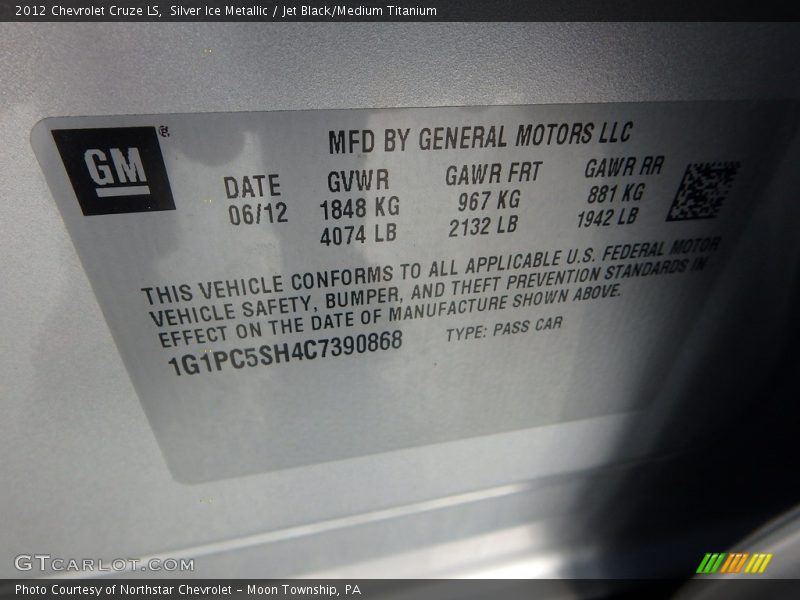 2012 Chevrolet Cruze LS, Silver Ice Metallic / Jet Black/Medium Titanium
GM®
MFD BY GENERAL MOTORS LLC
DATE GVWR GAWR FRT GAWR RR
06/12 1848 KG 967 KG 881 KG
4074 LB 2132 LB 1942 LB
THIS VEHICLE CONFORMS TO ALL APPLICABLE U.S. FEDERAL MOTOR
VEHICLE SAFETY, BUMPER, AND THEFT PREVENTION STANDARDS IN
EFFECT ON THE DATE OF MANUFACTURE SHOWN ABOVE.
1G1PC5SH4C7390868 TYPE: PASS CAR
GTCARLOT.COM
Photo Courtesy of Northstar Chevrolet - Moon Township, PA